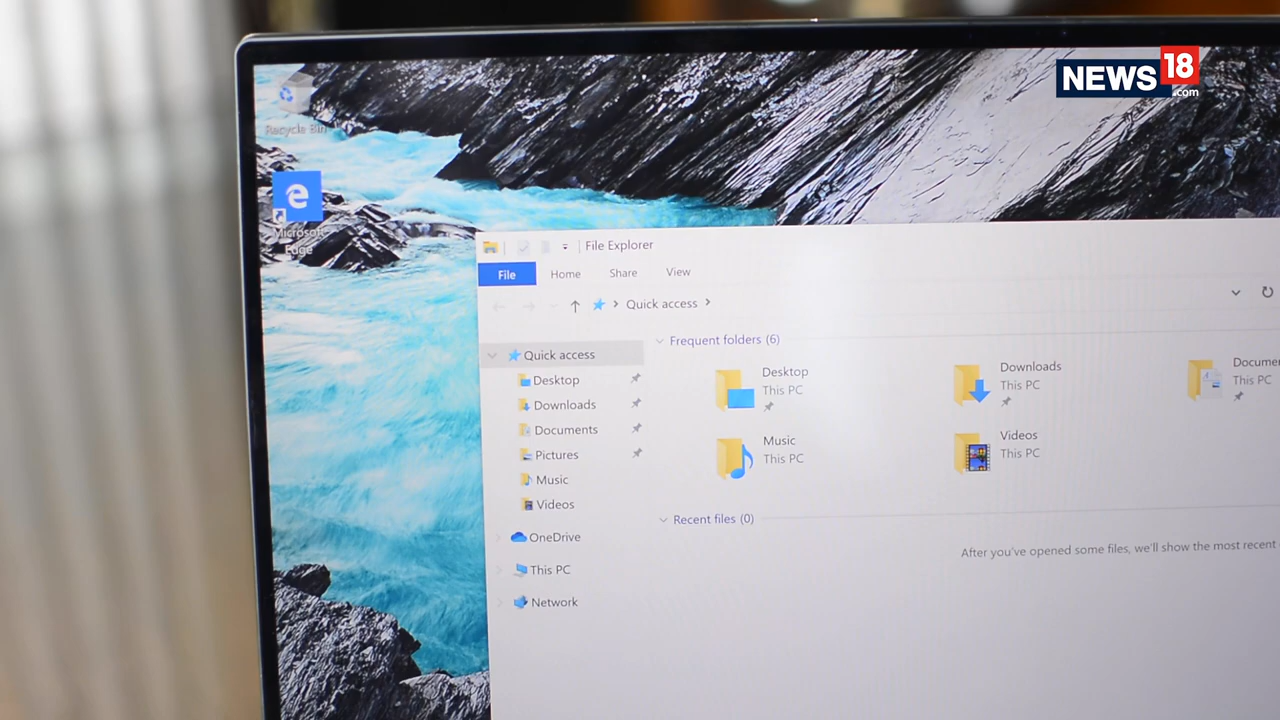 NEWS 18
.com
Recycle Bin
Microsoft
Edge
File Explorer
File Home Share View
Quick access
Quick access
Desktop
Downloads
Documents
Pictures
Music
Videos
OneDrive
This PC
Network
Frequent folders (6)
Desktop
This PC
Downloads
This PC
Docume
This PC
Music
This PC
Videos
This PC
Recent files (0)
After you've opened some files, we'll show the most recent